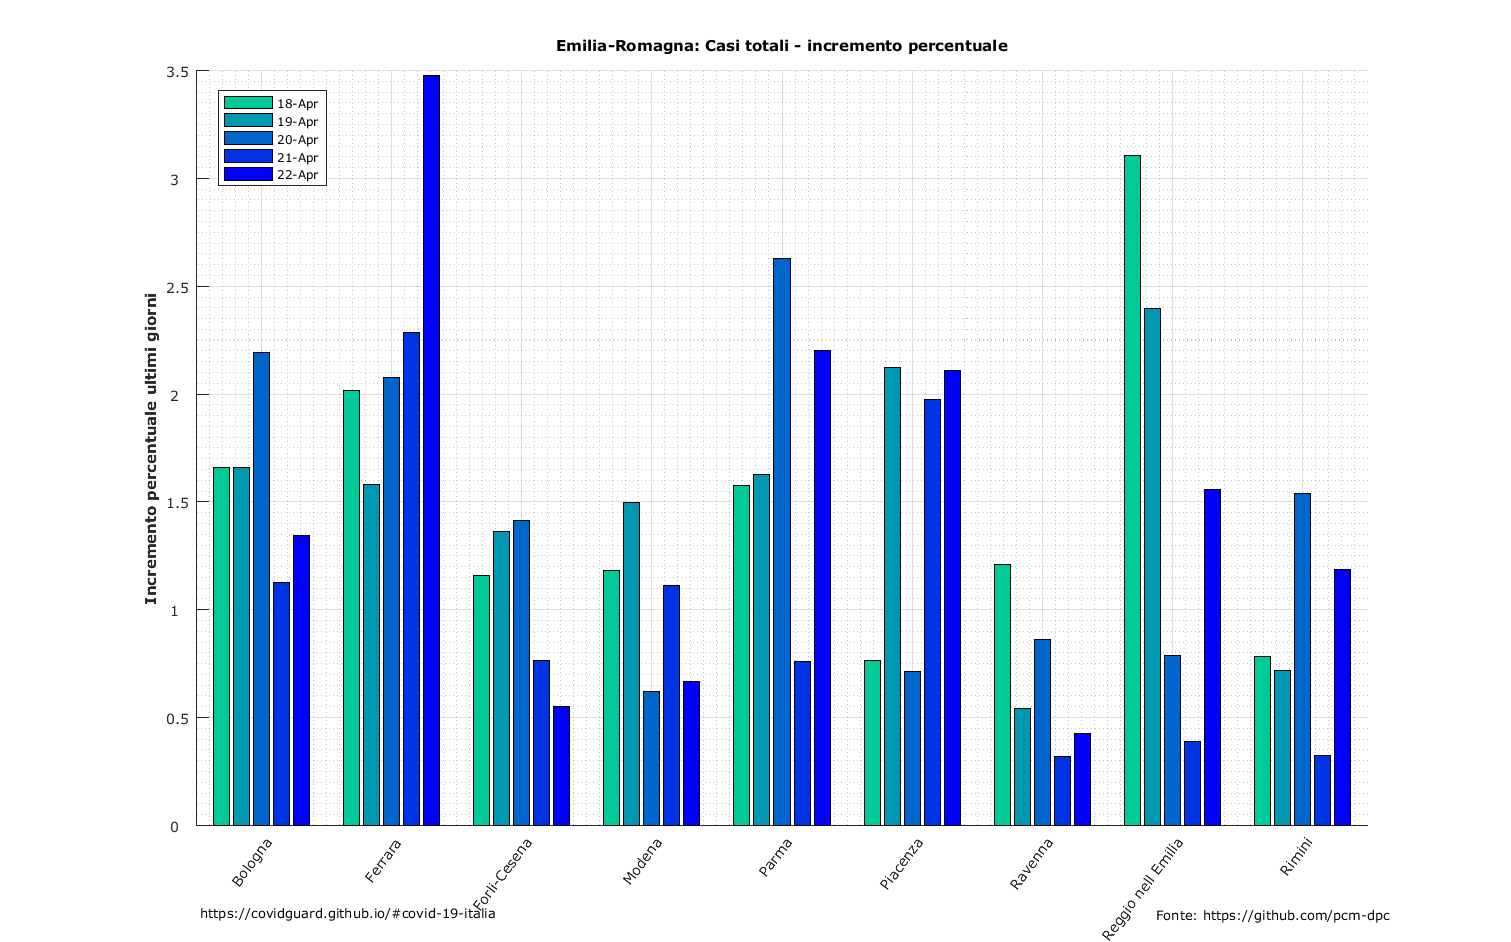 Emilia-Romagna: Casi totali - incremento percentuale
3.5
3
2.5
2
1.5
1
0.5
0
Incremento percentuale ultimi giorni
18-Apr
19-Apr
20-Apr
21-Apr
22-Apr
Bologna
Ferrara
Forlì-Cesena
Modena
Parma
Piacenza
Ravenna
Reggio nell Emilia
Rimini
https://covidguard.github.io/#covid-19-italia
Fonte: https://github.com/pcm-dpc